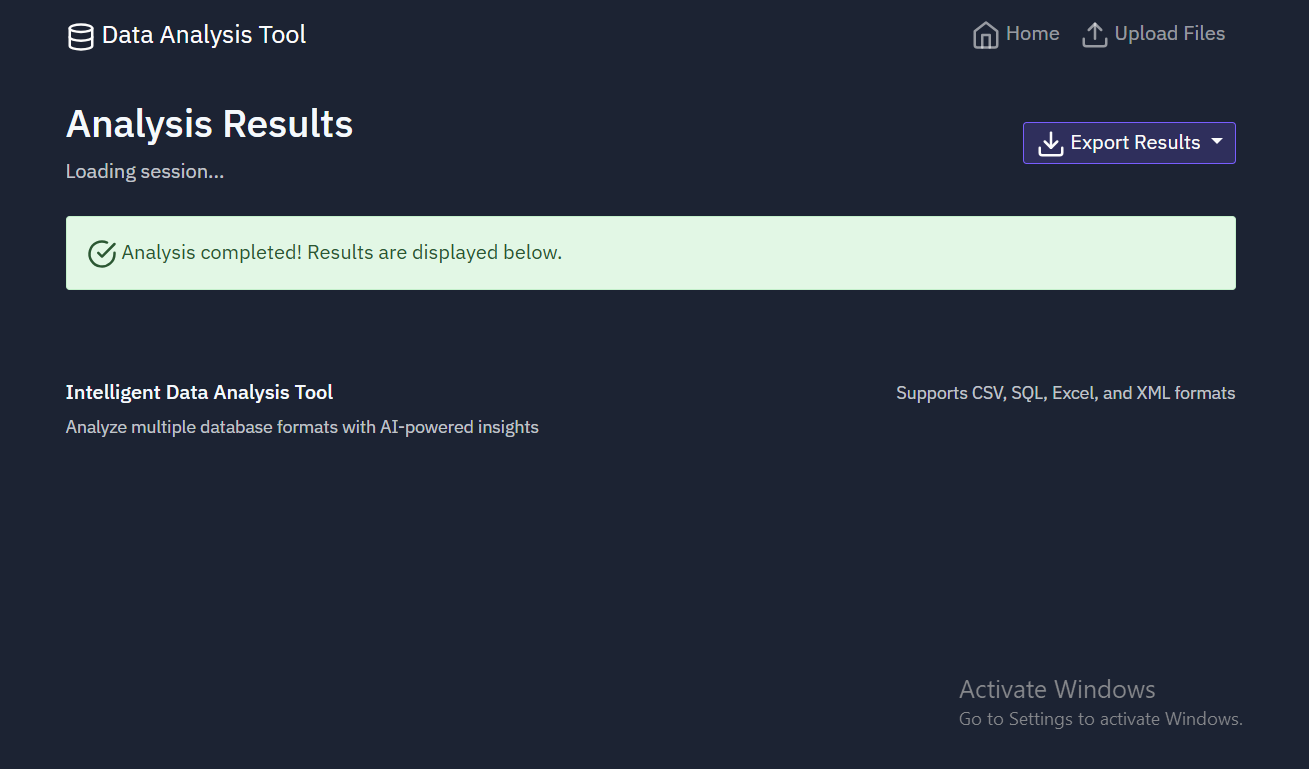 Data Analysis Tool
Home
Upload Files
Analysis Results
Export Results
Loading session...
Analysis completed! Results are displayed below.
Intelligent Data Analysis Tool
Supports CSV, SQL, Excel, and XML formats
Analyze multiple database formats with AI-powered insights
Activate Windows
Go to Settings to activate Windows.